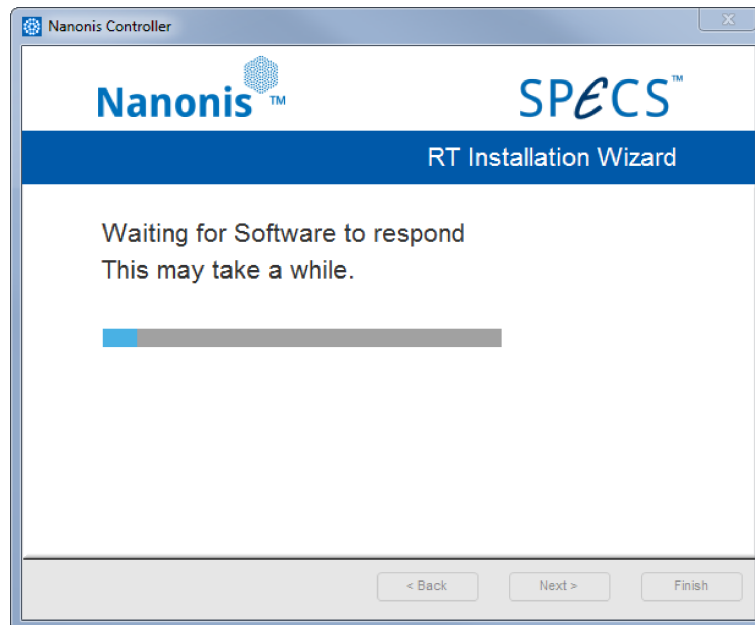 Nanonis Controller
X
Nanonis™
SPECS™
RT Installation Wizard
Waiting for Software to respond
This may take a while.
< Back
Next >
Finish